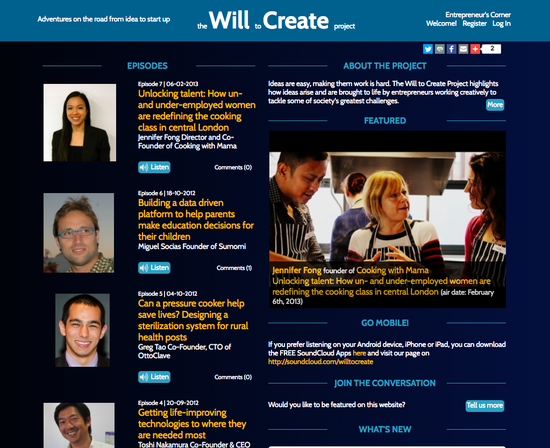 Adventures on the road from idea to start up
the Will to Create project
Entrepreneur's Corner
Welcome! Register Log In
2
EPISODES
Episode 7 | 06-02-2013
Unlocking talent: How un-
and under-employed women
are redefining the cooking
class in central London
Jennifer Fong Director and Co-
Founder of Cooking with Mama
Listen
Comments (0)
Episode 6 | 18-10-2012
Building a data driven
platform to help parents
make education decisions for
their children
Miguel Socias Founder of Sumorni
Listen
Comments (1)
Episode 5 | 04-10-2012
Can a pressure cooker help
save lives? Designing a
sterilization system for rural
health posts
Greg Tao Co-Founder, CTO of
OttoClave
Listen
Comments (0)
Episode 4 | 20-09-2012
Getting life-improving
technologies to where they
are needed most
Toshi Nakamura Co-Founder & CEO
ABOUT THE PROJECT
Ideas are easy, making them work is hard. The Will to Create Project highlights
how ideas arise and are brought to life by entrepreneurs working creatively to
tackle some of society's greatest challenges.
More
FEATURED
Jennifer Fong founder of Cooking with Mama
Unlocking talent: How un- and under-employed women are
redefining the cooking class in central London (air date: February
6th, 2013)
GO MOBILE!
If you prefer listening on your Android device, iPhone or iPad, you can download
the FREE SoundCloud Apps here and visit our page on
http://soundcloud.com/willtocreate
JOIN THE CONVERSATION
Would you like to be featured on this website?
Tell us more
WHAT'S NEW